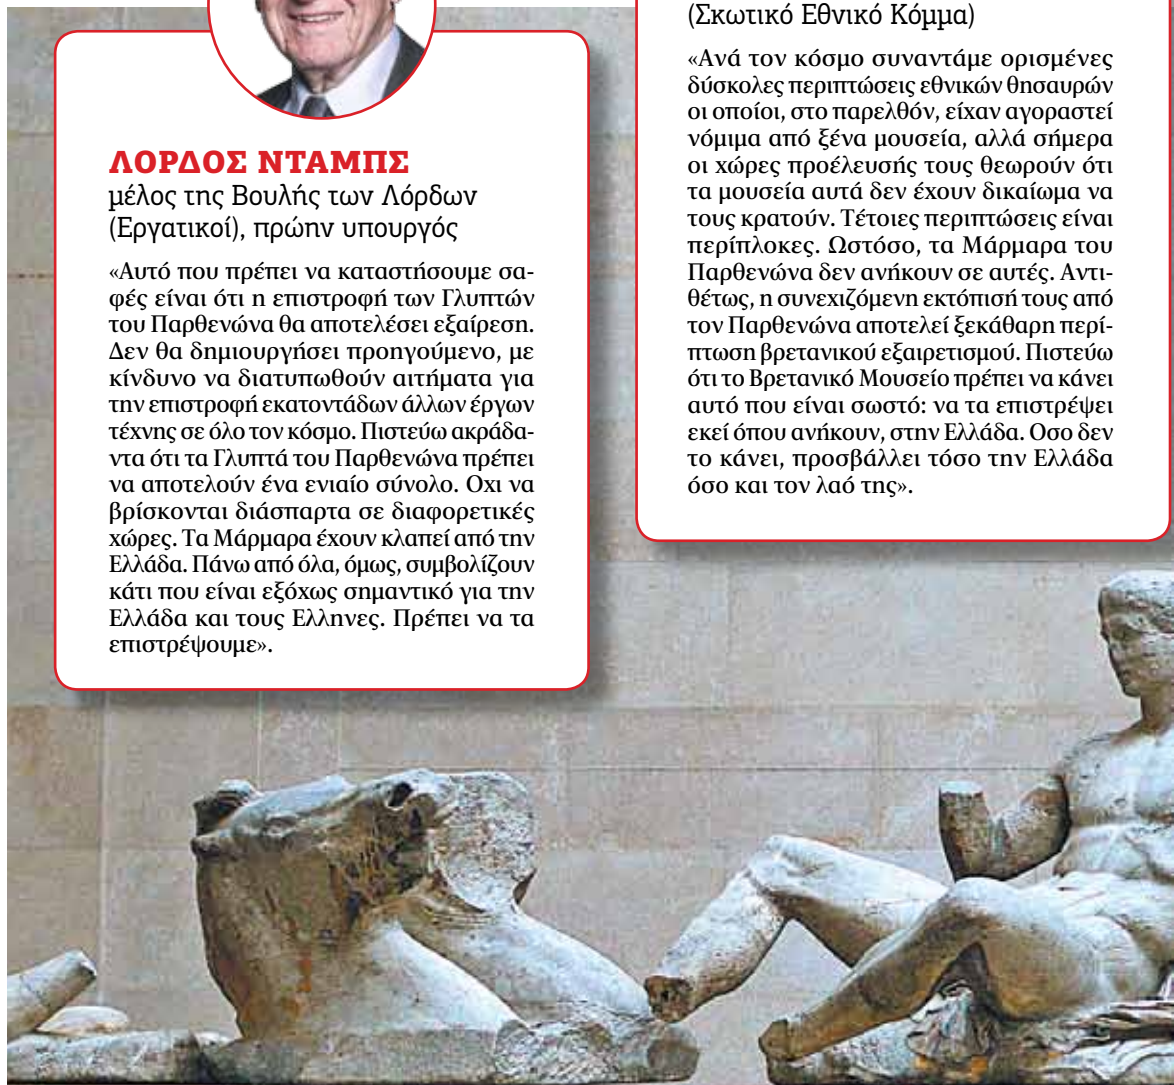 ΛΟΡΔΟΣ ΝΤΑΜΠΣ
μέλος της Βουλής των Λόρδων
(Εργατικοί), πρώην υπουργός
«Αυτό που πρέπει να καταστήσουμε σα-
φές είναι ότι η επιστροφή των Γλυπτών
του Παρθενώνα θα αποτελέσει εξαίρεση.
Δεν θα δημιουργήσει προηγούμενο, με
κίνδυνο να διατυπωθούν αιτήματα για
την επιστροφή εκατοντάδων άλλων έργων
τέχνης σε όλο τον κόσμο. Πιστεύω ακράδα-
ντα ότι τα Γλυπτά του Παρθενώνα πρέπει
να αποτελούν ένα ενιαίο σύνολο. Οχι να
βρίσκονται διάσπαρτα σε διαφορετικές
χώρες. Τα Μάρμαρα έχουν κλαπεί από την
Ελλάδα. Πάνω από όλα, όμως, συμβολίζουν
κάτι που είναι εξόχως σημαντικό για την
Ελλάδα και τους Ελληνες. Πρέπει να τα
επιστρέψουμε».
(Σκωτικό Εθνικό Κόμμα)
«Ανά τον κόσμο συναντάμε ορισμένες
δύσκολες περιπτώσεις εθνικών θησαυρών
οι οποίοι, στο παρελθόν, είχαν αγοραστεί
νόμιμα από ξένα μουσεία, αλλά σήμερα
οι χώρες προέλευσής τους θεωρούν ότι
τα μουσεία αυτά δεν έχουν δικαίωμα να
τους κρατούν. Τέτοιες περιπτώσεις είναι
περίπλοκες. Ωστόσο, τα Μάρμαρα του
Παρθενώνα δεν ανήκουν σε αυτές. Αντι-
θέτως, η συνεχιζόμενη εκτόπισή τους από
τον Παρθενώνα αποτελεί ξεκάθαρη περί-
πτωση βρετανικού εξαιρετισμού. Πιστεύω
ότι το Βρετανικό Μουσείο πρέπει να κάνει
αυτό που είναι σωστό: να τα επιστρέψει
εκεί όπου ανήκουν, στην Ελλάδα. Οσο δεν
το κάνει, προσβάλλει τόσο την Ελλάδα
όσο και τον λαό της».